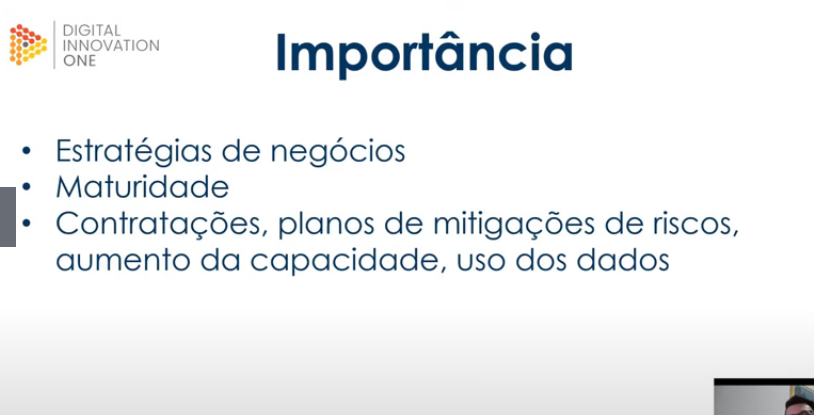 DIGITAL
INNOVATION
ONE
Importância
• Estratégias de negócios
• Maturidade
• Contratações, planos de mitigações de riscos,
aumento da capacidade, uso dos dados